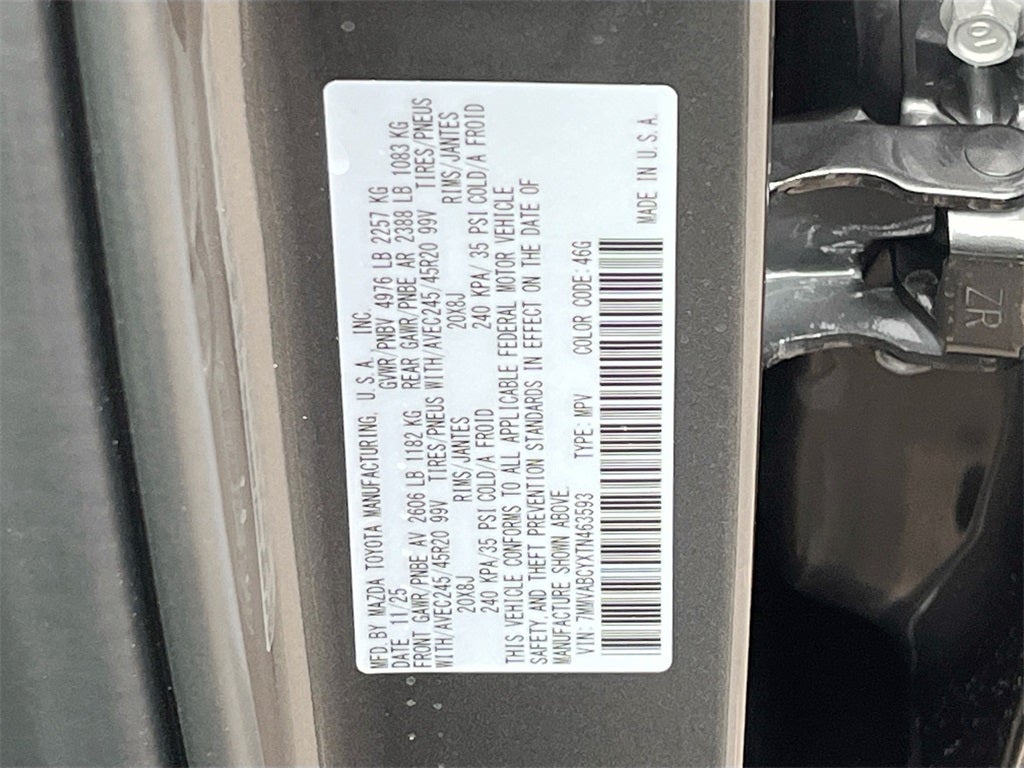 MFD.BY MAZDA TOYOTA MANUFACTURING, U.S.A. INC.
DATE 11/25 GVWR/PNBV 4976 LB 2257 KG
FRONT GAWR/PNBE AV 2606 LB 1182 KG REAR GAWR/PNBE AR 2388 LB 1083 KG
WITH/AVEC245/45R20 99V TIRES/PNEUS WITH/AVEC245/45R20 99V TIRES/PNEUS
20X8J RIMS/JANTES 20X8J RIMS/JANTES
240 KPA/35 PSI COLD/A FROID 240 KPA/ 35 PSI COLD/A FROID
THIS VEHICLE CONFORMS TO ALL APPLICABLE FEDERAL MOTOR VEHICLE
SAFETY AND THEFT PREVENTION STANDARDS IN EFFECT ON THE DATE OF
MANUFACTURE SHOWN ABOVE.
VIN: 7MMVABCYXTN463593 TYPE: MPV COLOR CODE: 46G
MADE IN U.S.A.
ZR